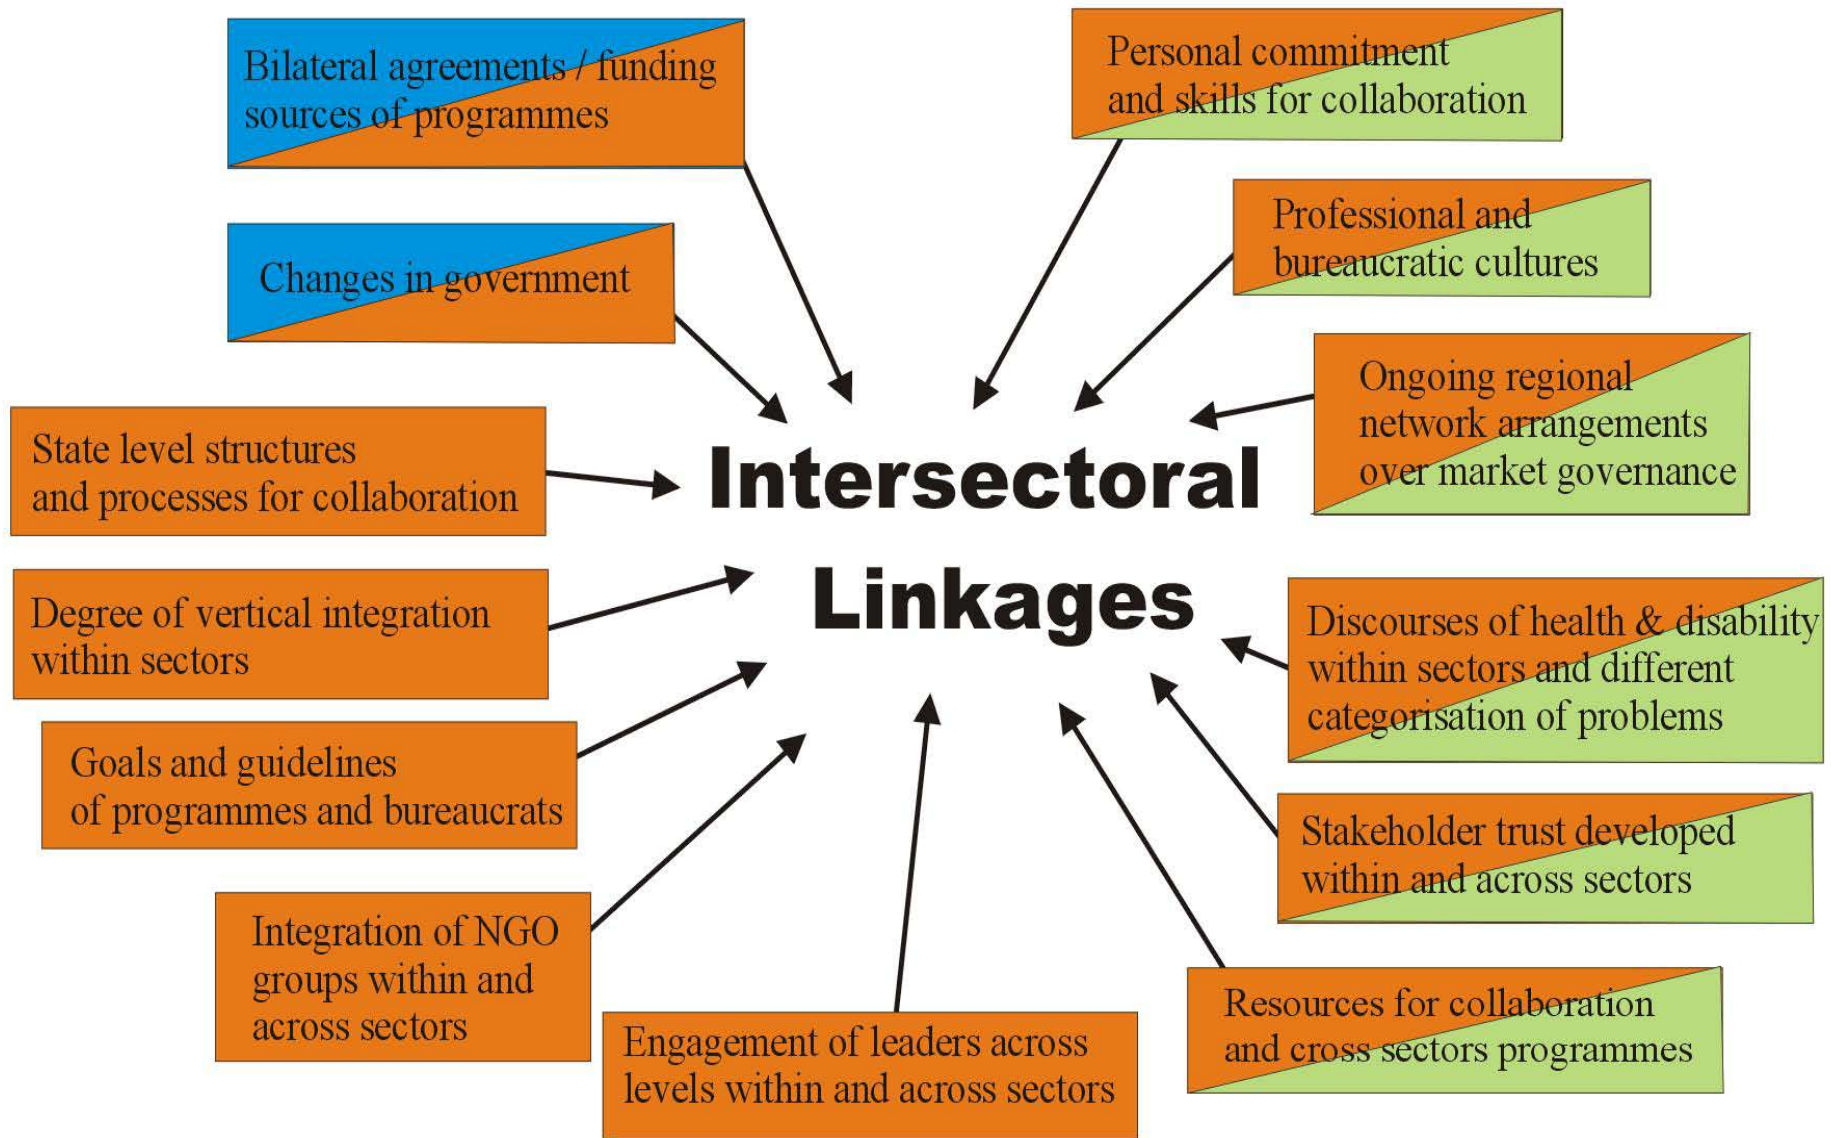 Bilateral agreements / funding
sources of programmes
Changes in government
State level structures
and processes for collaboration
Degree of vertical integration
within sectors
Goals and guidelines
of programmes and bureaucrats
Integration of NGO
groups within and
across sectors
Engagement of leaders across
levels within and across sectors
Intersectoral
Linkages
Personal commitment
and skills for collaboration
Professional and
bureaucratic cultures
Ongoing regional
network arrangements
over market governance
Discourses of health & disability
within sectors and different
categorisation of problems
Stakeholder trust developed
within and across sectors
Resources for collaboration
and cross sectors programmes